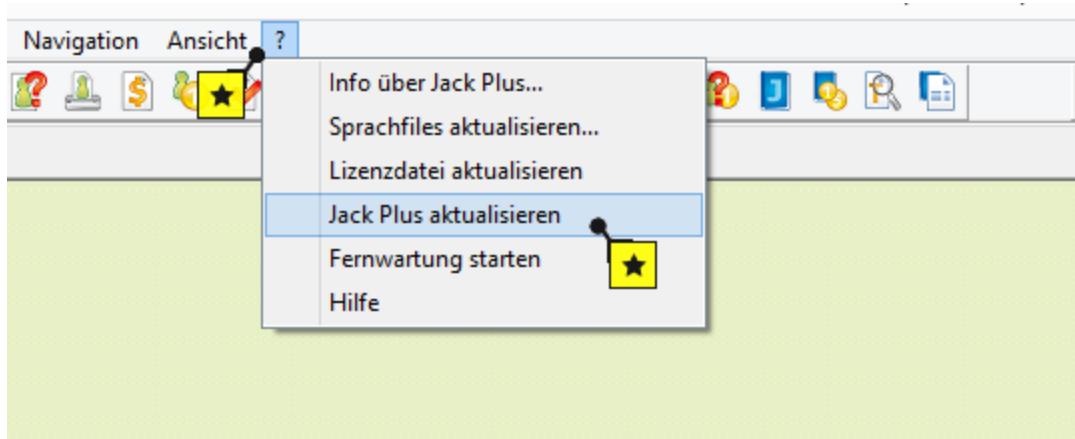 Navigation Ansicht ?
Info über Jack Plus...
Sprachfiles aktualisieren...
Lizenzdatei aktualisieren
Jack Plus aktualisieren
Fernwartung starten
Hilfe